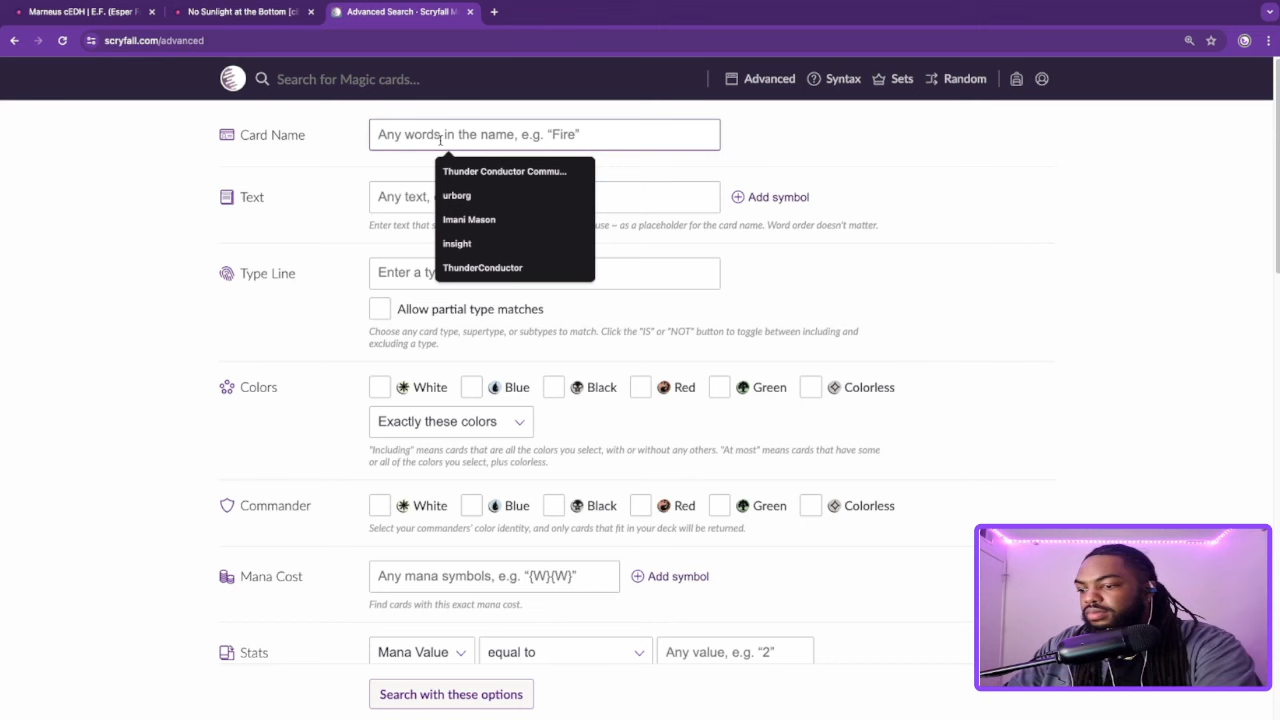 Marneus cEDH | E.F. (Esper F
No Sunlight at the Bottom [cE
Advanced Search · Scryfall M
scryfall.com/advanced
Search for Magic cards...
Advanced
Syntax
Sets
Random
Card Name
Any words in the name, e.g. “Fire”
Thunder Conductor Commu...
urborg
Imani Mason
insight
ThunderConductor
Text
Any text,
Add symbol
Enter text that s
use ~ as a placeholder for the card name. Word order doesn't matter.
Type Line
Enter a ty
Allow partial type matches
Choose any card type, supertype, or subtypes to match. Click the "IS" or "NOT" button to toggle between including and
excluding a type.
Colors
White
Blue
Black
Red
Green
Colorless
Exactly these colors
"Including" means cards that are all the colors you select, with or without any others. "At most" means cards that have some
or all of the colors you select, plus colorless.
Commander
White
Blue
Black
Red
Green
Colorless
Select your commanders' color identity, and only cards that fit in your deck will be returned.
Mana Cost
Any mana symbols, e.g. “{W}{W}”
Add symbol
Find cards with this exact mana cost.
Stats
Mana Value
equal to
Any value, e.g. “2”
Search with these options